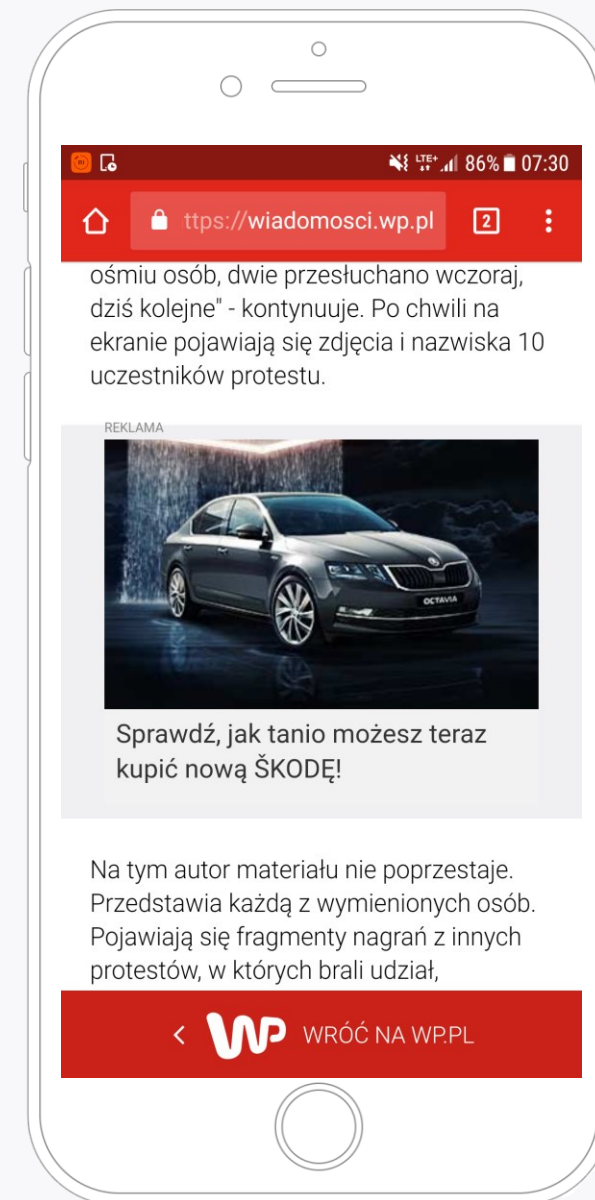 LTE+ 86% 07:30
ttps://wiadomosci.wp.pl 2
ośmiu osób, dwie przesłuchano wczoraj,
dziś kolejne" - kontynuuje. Po chwili na
ekranie pojawiają się zdjęcia i nazwiska 10
uczestników protestu.
REKLAMA
OCTAVIA
Sprawdź, jak tanio możesz teraz
kupić nową ŠKODĘ!
Na tym autor materiału nie poprzestaje.
Przedstawia każdą z wymienionych osób.
Pojawiają się fragmenty nagrań z innych
protestów, w których brali udział,
< WP WRÓĆ NA WP.PL